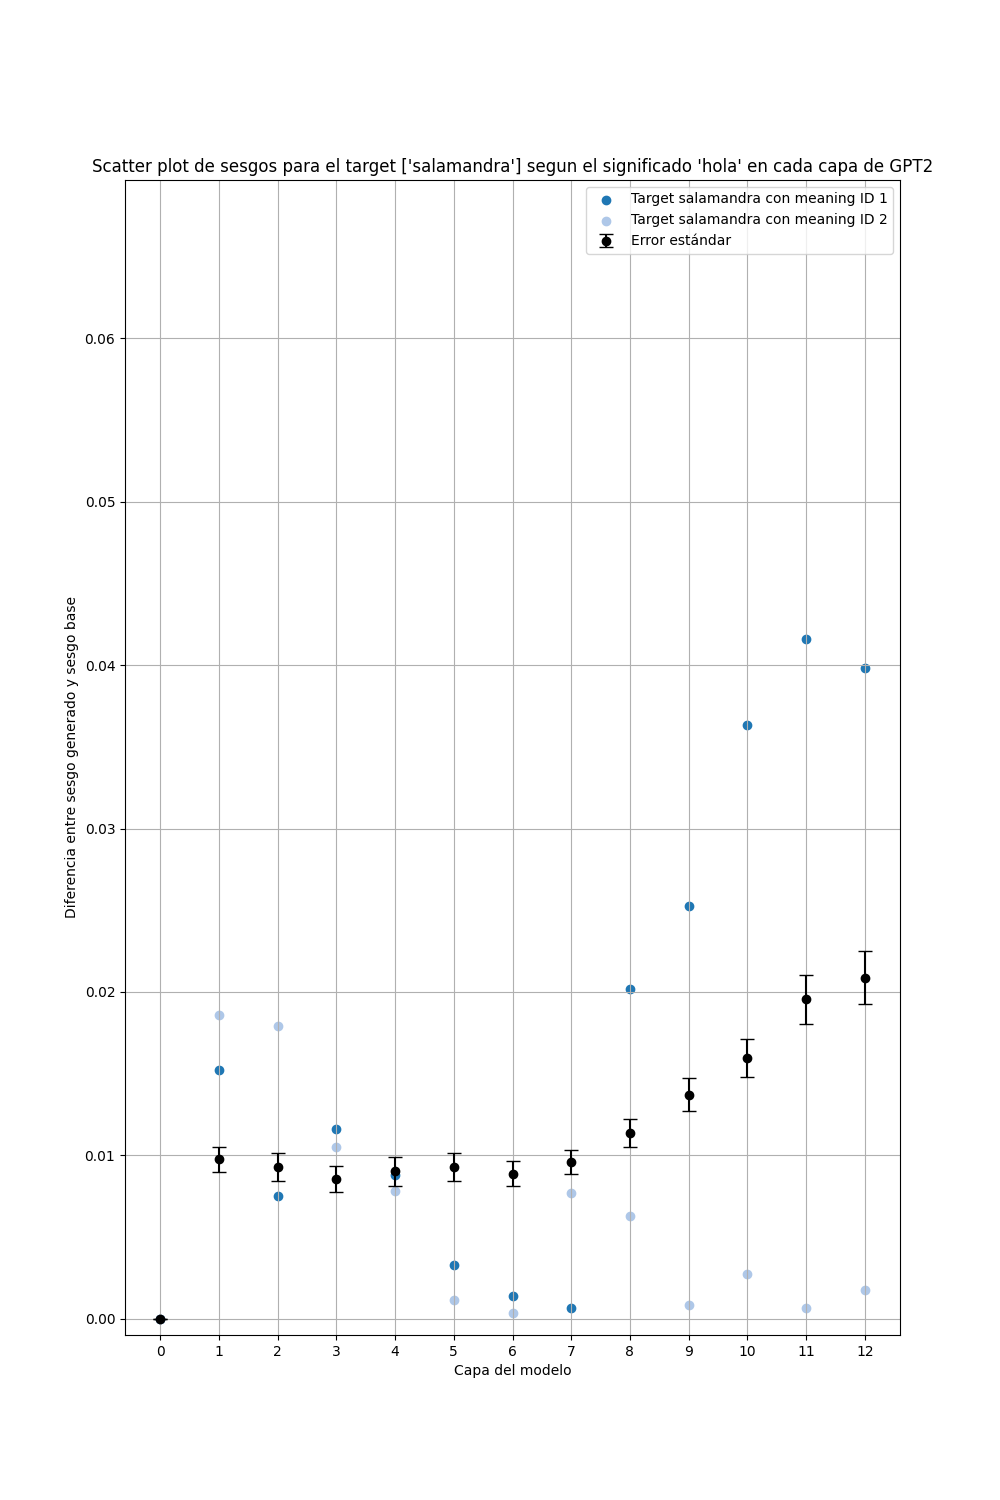 Scatter plot de sesgos para el target ['salamandra'] segun el significado 'hola' en cada capa de GPT2
Target salamandra con meaning ID 1
Target salamandra con meaning ID 2
Error estándar
0.06
0.05
0.04
0.03
0.02
0.01
0.00
Diferencia entre sesgo generado y sesgo base
0 1 2 3 4 5 6 7 8 9 10 11 12
Capa del modelo